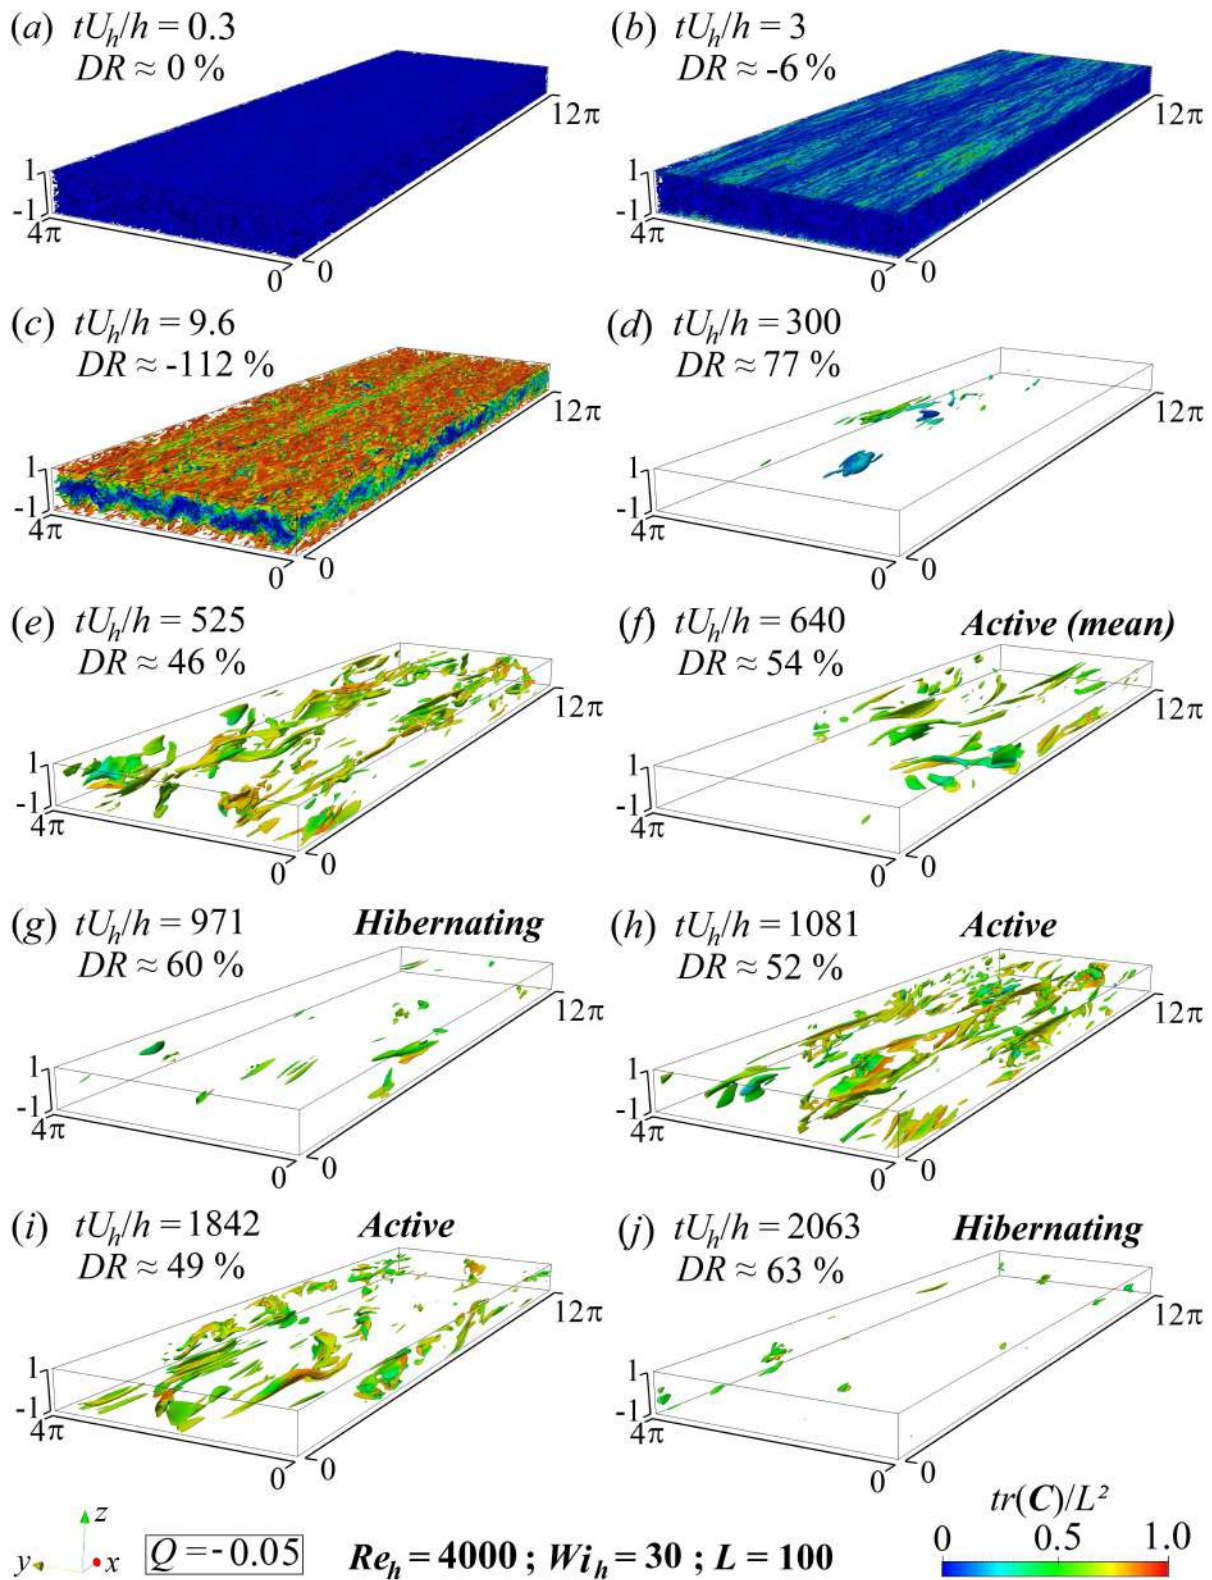 (a) tU_h/h = 0.3
DR ≈ 0 %
12π
1
-1
4π
0
0
(b) tU_h/h = 3
DR ≈ -6 %
12π
1
-1
4π
0
0
(c) tU_h/h = 9.6
DR ≈ -112 %
12π
1
-1
4π
0
0
(d) tU_h/h = 300
DR ≈ 77 %
12π
1
-1
4π
0
0
(e) tU_h/h = 525
DR ≈ 46 %
12π
1
-1
4π
0
0
(f) tU_h/h = 640 Active (mean)
DR ≈ 54 %
12π
1
-1
4π
0
0
(g) tU_h/h = 971 Hibernating
DR ≈ 60 %
12π
1
-1
4π
0
0
(h) tU_h/h = 1081 Active
DR ≈ 52 %
12π
1
-1
4π
0
0
(i) tU_h/h = 1842 Active
DR ≈ 49 %
12π
1
-1
4π
0
0
(j) tU_h/h = 2063 Hibernating
DR ≈ 63 %
12π
1
-1
4π
0
0
z
y
x
Q = -0.05
Re_h = 4000 ; Wi_h = 30 ; L = 100
tr(C)/L²
0 0.5 1.0